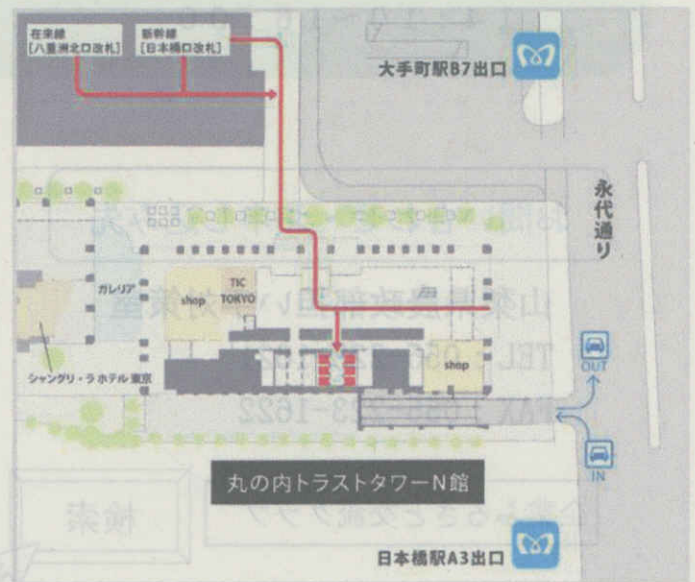 在来線
[八重洲北口改札]
新幹線
[日本橋口改札]
大手町駅B7出口
永代通り
ガレリア
shop
TIC
TOKYO
shop
シャングリ・ラ ホテル 東京
OUT
IN
丸の内トラストタワーN館
日本橋駅A3出口